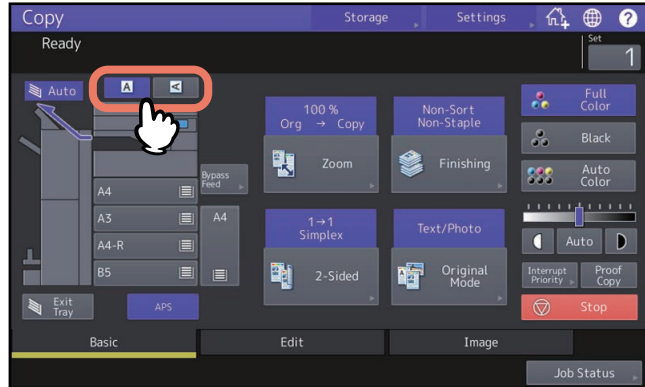 Copy
Storage
Settings
?
Ready
Set
1
Auto
A
A
100 %
Org → Copy
Zoom
Non-Sort
Non-Staple
Finishing
Full
Color
Black
Auto
Color
Bypass
Feed
A4
A3
A4-R
B5
A4
1→1
Simplex
2-Sided
Text/Photo
Original
Mode
Auto
Interrupt
Priority
Proof
Copy
Exit
Tray
APS
Stop
Basic
Edit
Image
Job Status